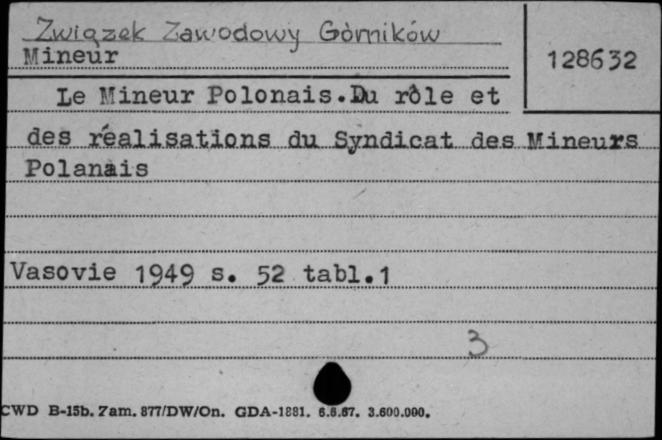 Związek Zawodowy Górników
Mineur
128632
Le Mineur Polonais.Du rôle et
des réalisations du Syndicat des Mineurs
Polanais
Vasovie 1949 s. 52 tabl.1
3
CWD B-15b. Zam. 877/DW/On. GDA-1881. 6.6.67. 3.600.000.